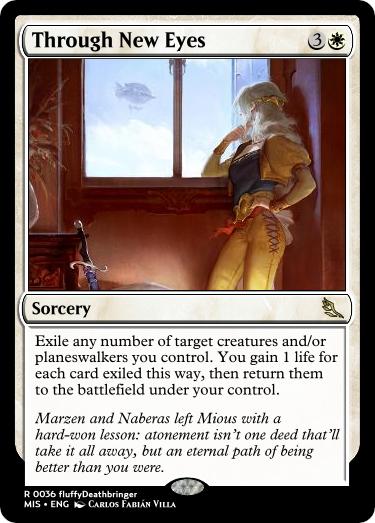 Through New Eyes 3
Sorcery
Exile any number of target creatures and/or
planeswalkers you control. You gain 1 life for
each card exiled this way, then return them
to the battlefield under your control.
Marzen and Naberas left Mious with a
hard-won lesson: atonement isn't one deed that'll
take it all away, but an eternal path of being
better than you were.
R 0036 fluffyDeathbringer
MIS • ENG Carlos Fabián Villa